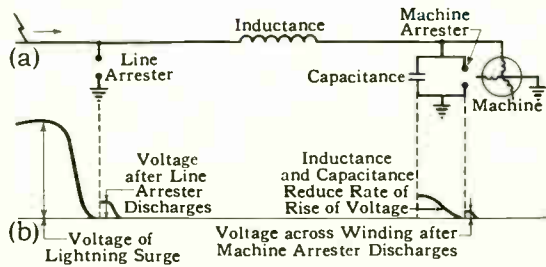 (a)
Line
Arrester
Inductance
Capacitance
Machine
Arrester
Machine
(b)
Voltage of
Lightning Surge
Voltage
after Line
Arrester
Discharges
Inductance
and Capacitance
Reduce Rate of
Rise of Voltage
Voltage across Winding after
Machine Arrester Discharges